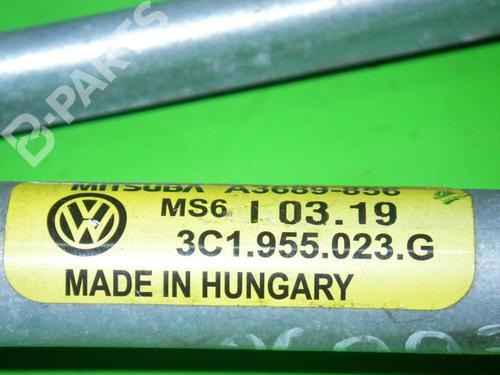 B-PARTS
MITSUBA A3689-856
MS6 I 03.19
3C1.955.023.G
MADE IN HUNGARY